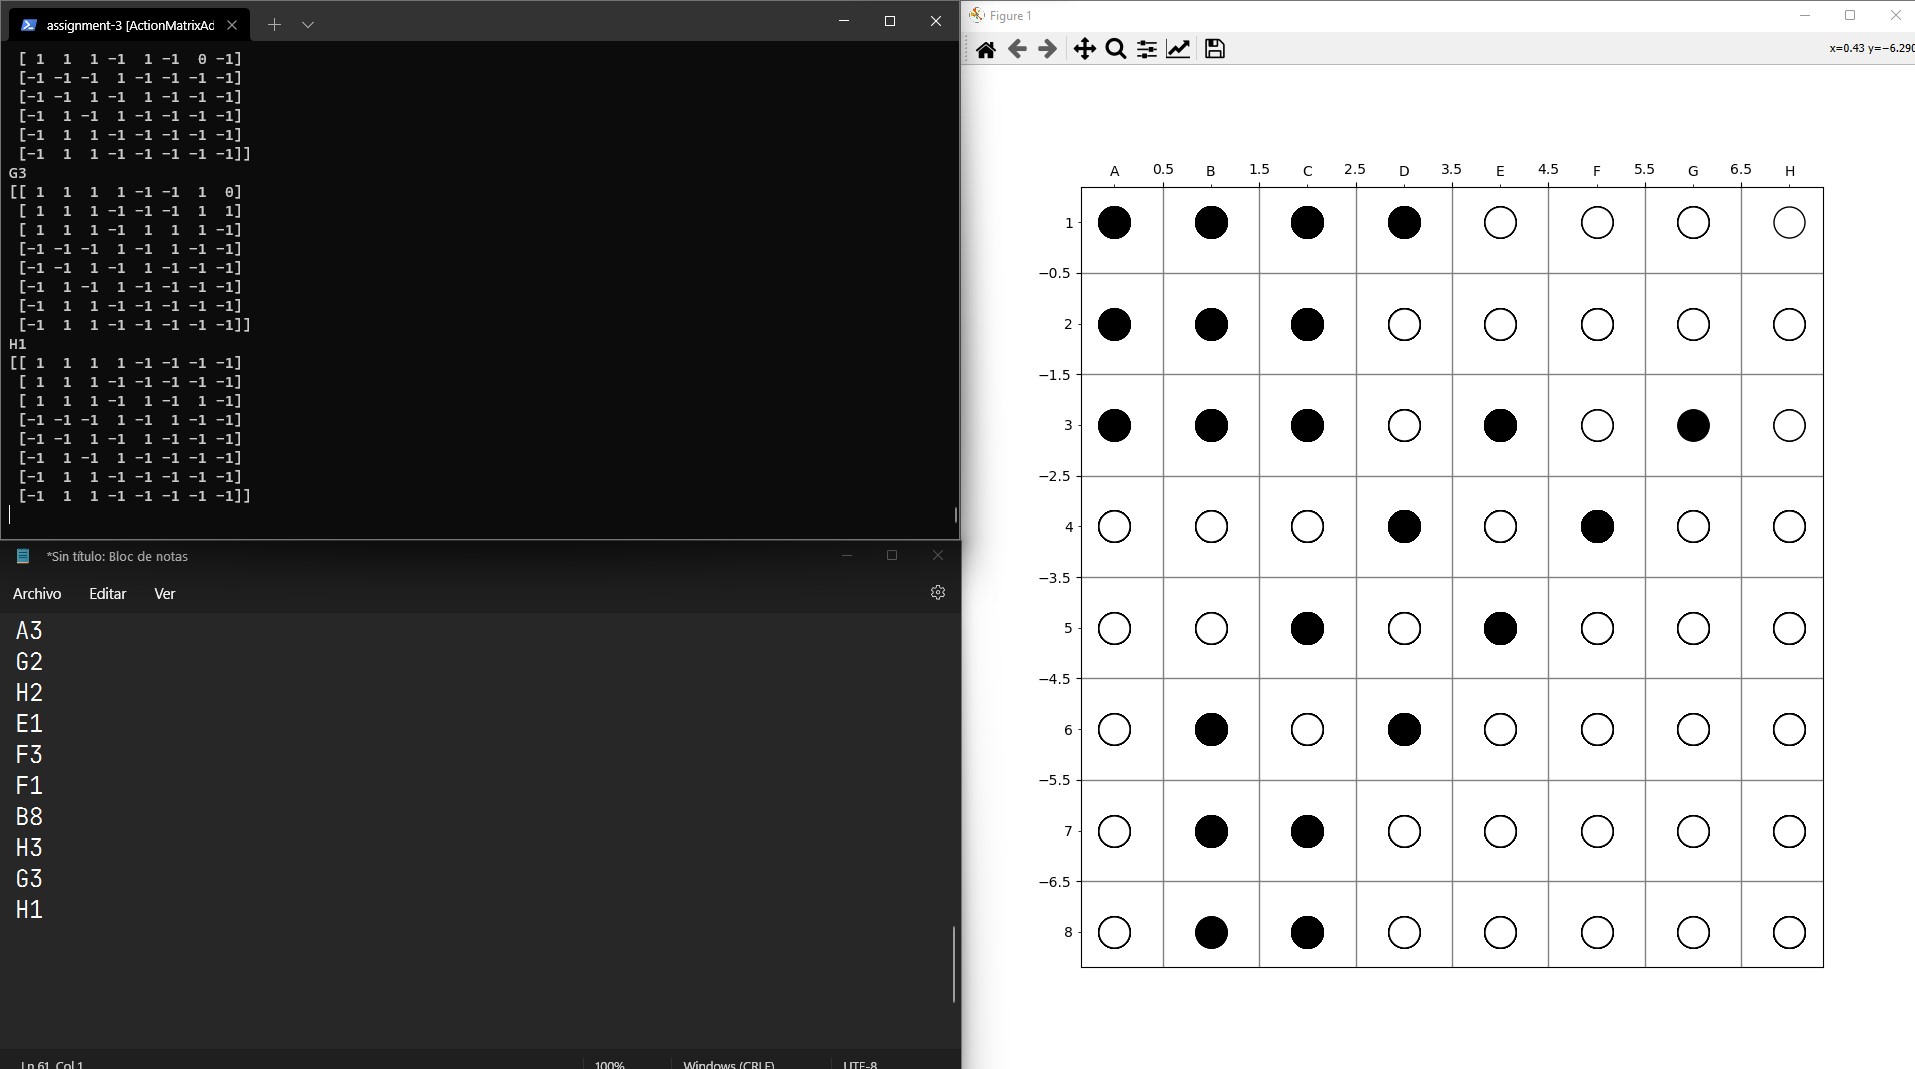 assignment-3 [ActionMatrixAd
[ 1 1 1 -1 1 -1 0 -1]
[-1 -1 -1 1 -1 -1 -1 -1]
[-1 -1 1 -1 1 -1 -1 -1]
[-1 1 -1 1 -1 -1 -1 -1]
[-1 1 1 -1 -1 -1 -1 -1]
[-1 1 1 -1 -1 -1 -1 -1]]
G3
[[ 1 1 1 1 -1 -1 1 0]
[ 1 1 1 -1 -1 -1 1 1]
[ 1 1 1 -1 1 1 1 -1]
[-1 -1 -1 1 -1 1 -1 -1]
[-1 -1 1 -1 1 -1 -1 -1]
[-1 1 -1 1 -1 -1 -1 -1]
[-1 1 1 -1 -1 -1 -1 -1]
[-1 1 1 -1 -1 -1 -1 -1]]
H1
[[ 1 1 1 1 -1 -1 -1 -1]
[ 1 1 1 -1 -1 -1 -1 -1]
[ 1 1 1 -1 1 -1 1 -1]
[-1 -1 -1 1 -1 1 -1 -1]
[-1 -1 1 -1 1 -1 -1 -1]
[-1 1 -1 1 -1 -1 -1 -1]
[-1 1 1 -1 -1 -1 -1 -1]
[-1 1 1 -1 -1 -1 -1 -1]]
*Sin título: Bloc de notas
Archivo Editar Ver
A3
G2
H2
E1
F3
F1
B8
H3
G3
H1
Ln 61, Col 1 100% Windows (CRLF) UTF-8
Figure 1
x=0.43 y=-6.290
A 0.5 B 1.5 C 2.5 D 3.5 E 4.5 F 5.5 G 6.5 H
1
-0.5
2
-1.5
3
-2.5
4
-3.5
5
-4.5
6
-5.5
7
-6.5
8